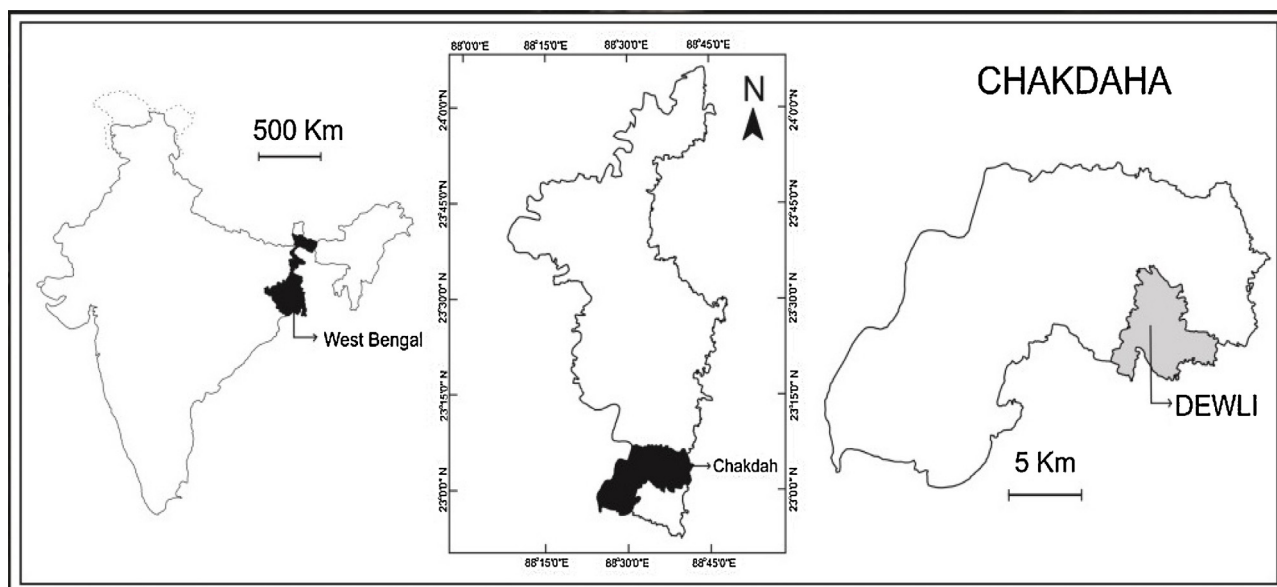 500 Km
West Bengal
88°0'0"E 88°15'0"E 88°30'0"E 88°45'0"E
24°0'0"N
23°45'0"N
23°30'0"N
23°15'0"N
23°0'0"N
N
24°0'0"N
23°45'0"N
23°30'0"N
23°15'0"N
23°0'0"N
Chakdah
88°15'0"E 88°30'0"E 88°45'0"E
CHAKDAHA
DEWLI
5 Km